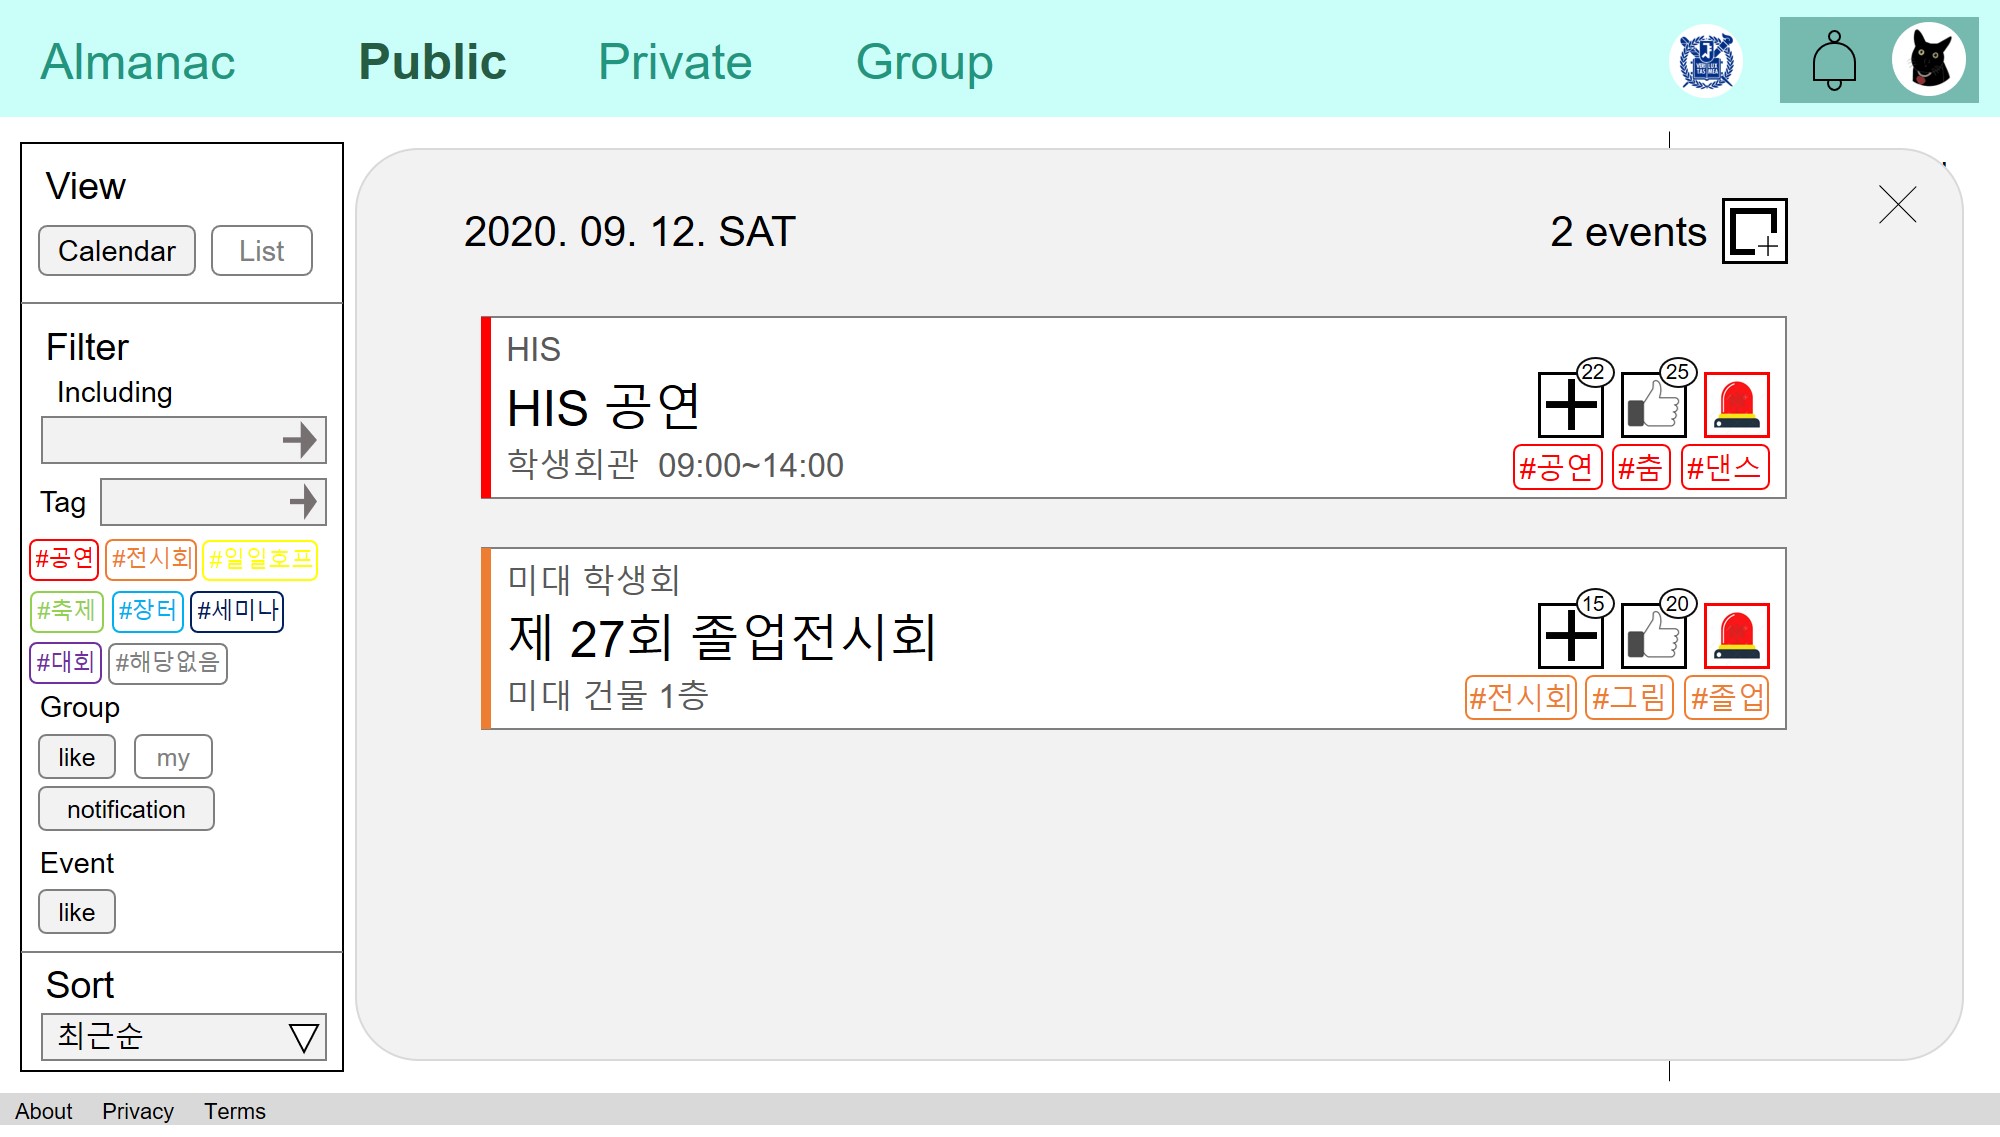 Almanac Public Private Group
View
Calendar List
Filter
Including
Tag
#공연 #전시회 #일일호프
#축제 #장터 #세미나
#대회 #해당없음
Group
like my
notification
Event
like
Sort
최근순
2020. 09. 12. SAT
2 events
HIS
HIS 공연
학생회관 09:00~14:00
22 25
#공연 #춤 #댄스
미대 학생회
제 27회 졸업전시회
미대 건물 1층
15 20
#전시회 #그림 #졸업
About Privacy Terms